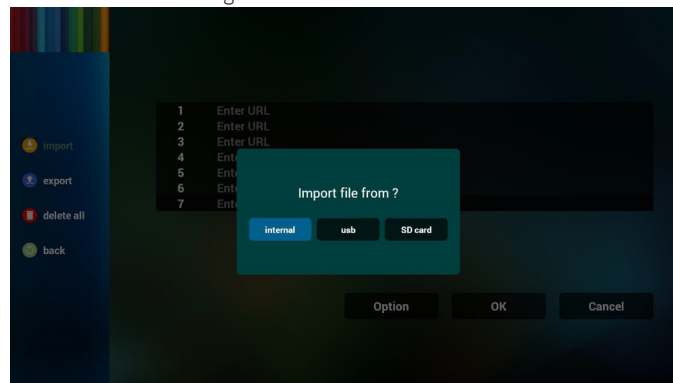 import
export
delete all
back
1 Enter URL
2 Enter URL
3 Enter URL
4 Ente
5 Ente
6 Ente
7 Ente
Import file from ?
internal usb SD card
Option OK Cancel